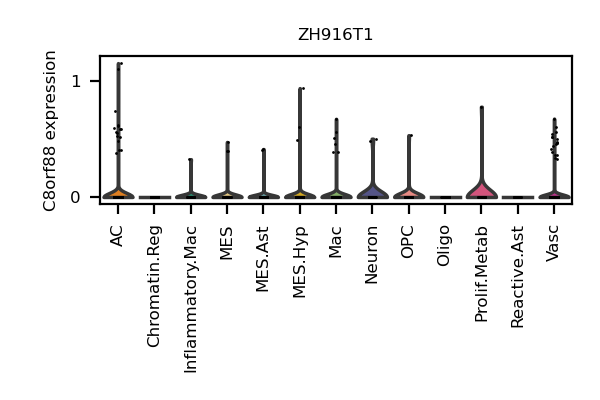 ZH916T1
C8orf88 expression
1
0
AC
Chromatin.Reg
Inflammatory.Mac
MES
MES.Ast
MES.Hyp
Mac
Neuron
OPC
Oligo
Prolif.Metab
Reactive.Ast
Vasc